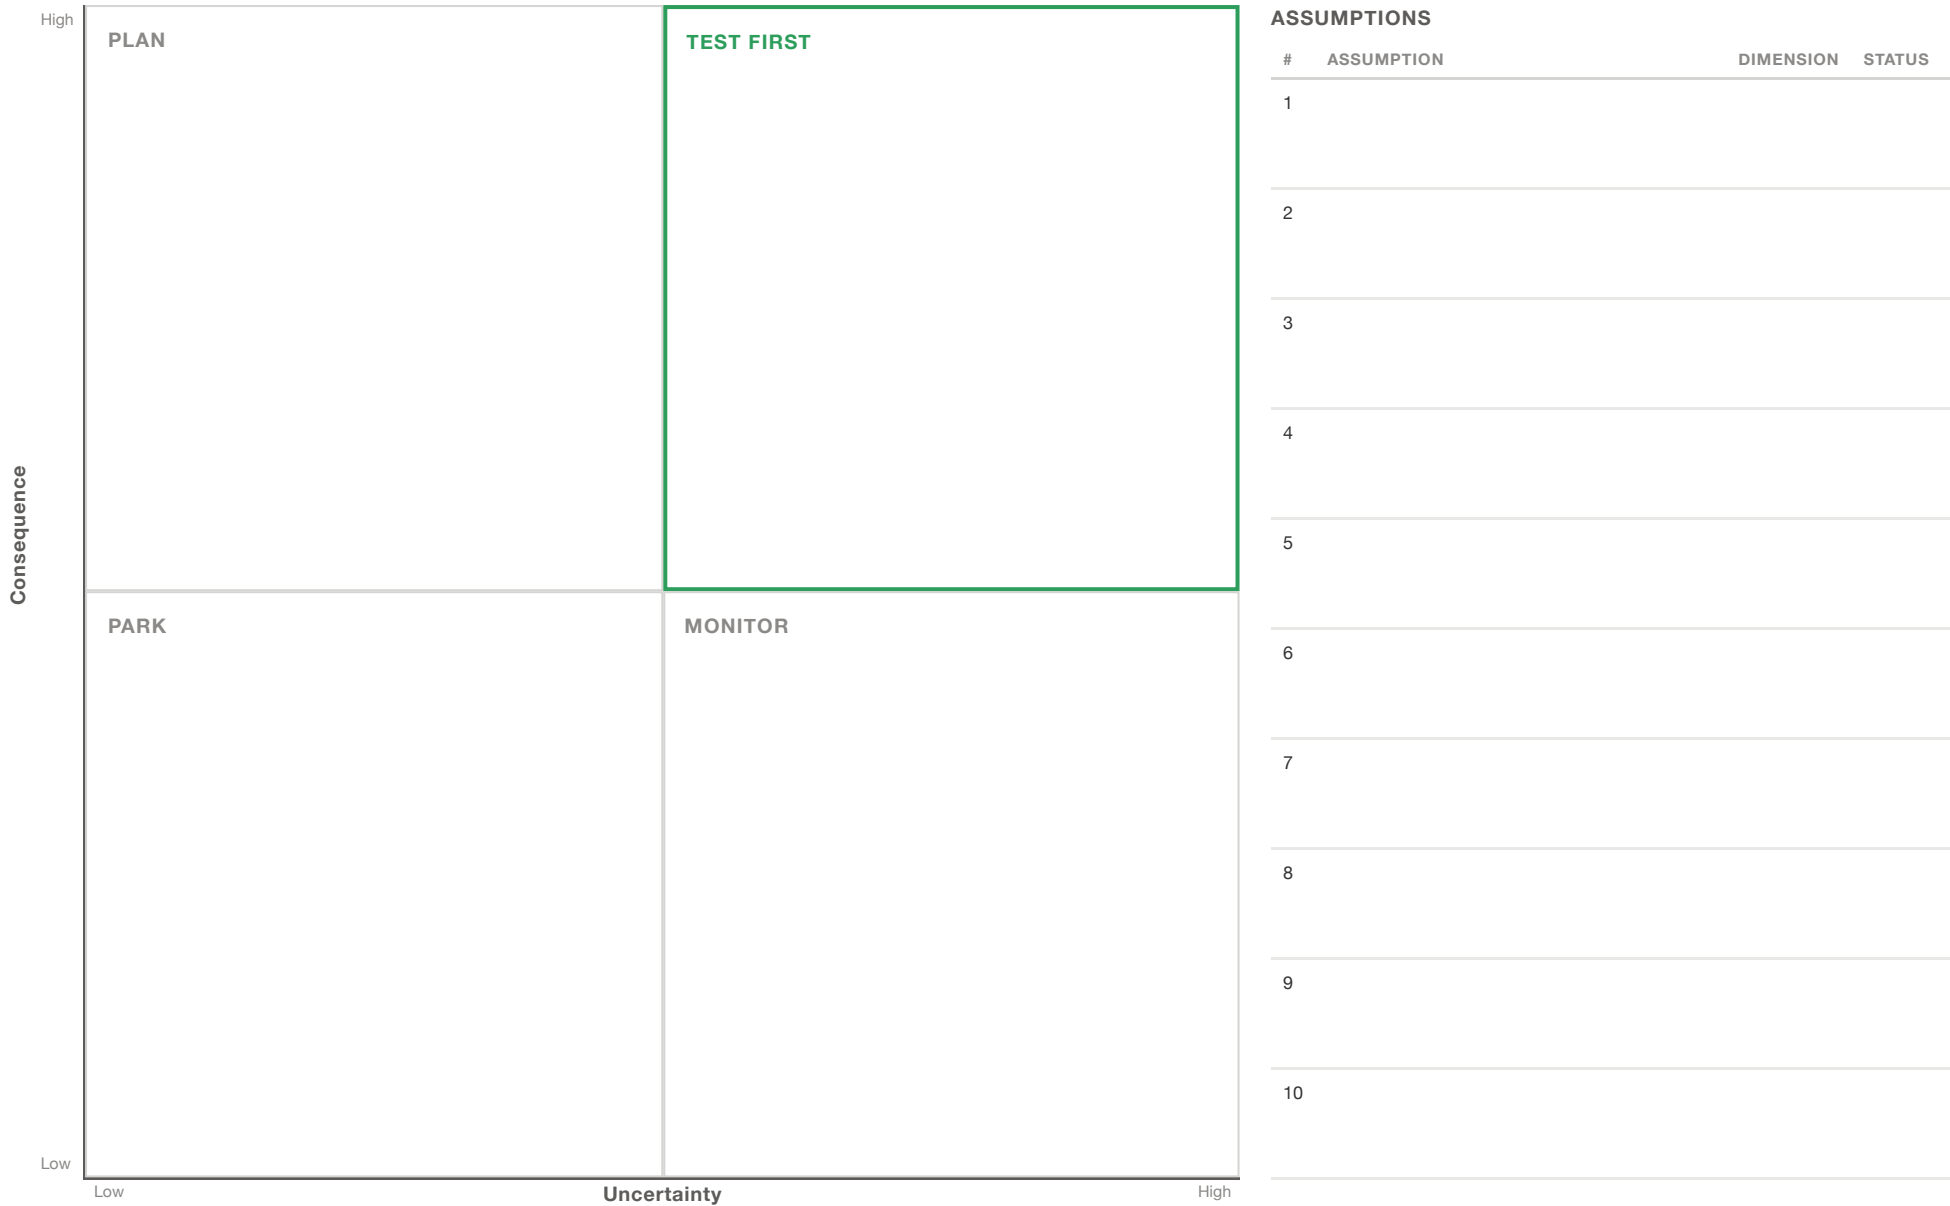 High
PLAN
TEST FIRST
Consequence
PARK
MONITOR
Low
Low
Uncertainty
High
ASSUMPTIONS
# ASSUMPTION DIMENSION STATUS
1
2
3
4
5
6
7
8
9
10